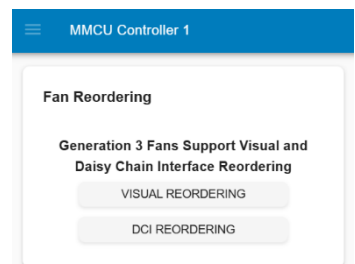 MMCU Controller 1
Fan Reordering
Generation 3 Fans Support Visual and
Daisy Chain Interface Reordering
VISUAL REORDERING
DCI REORDERING